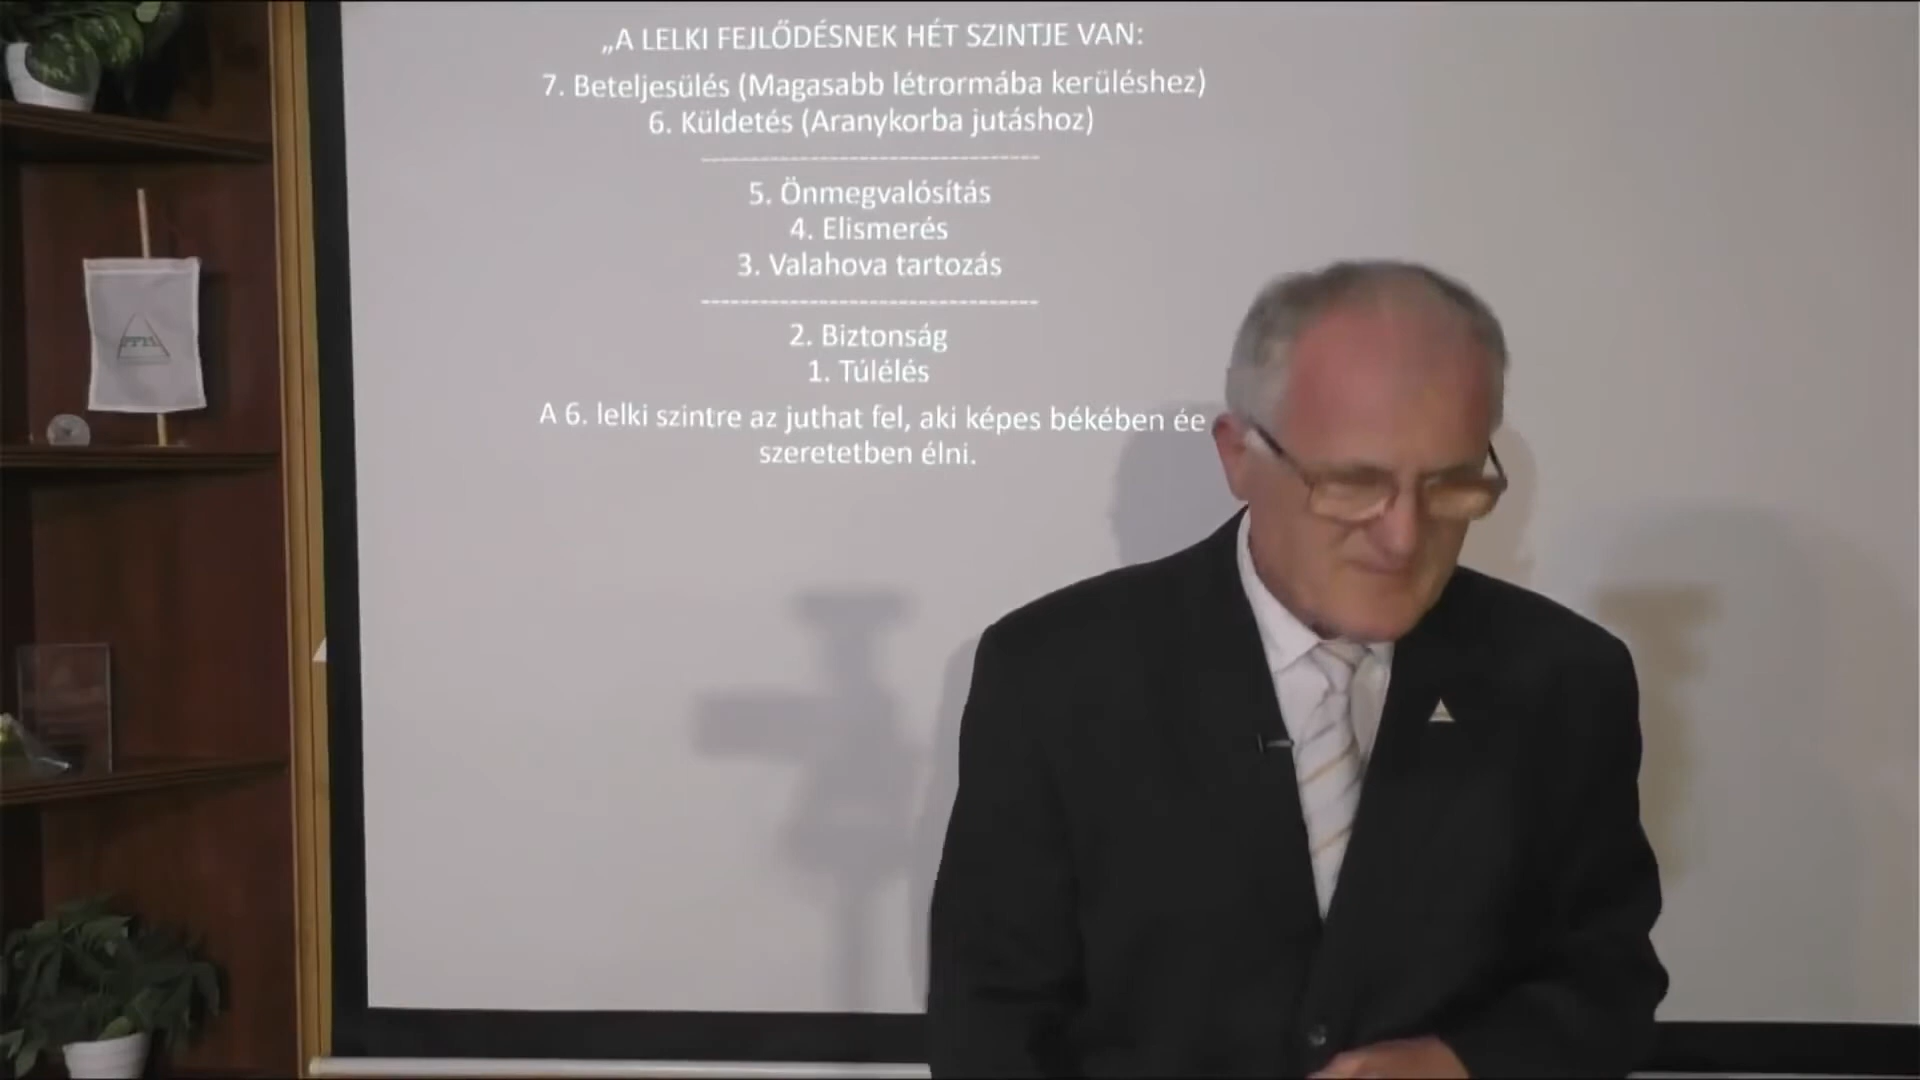 „A LELKI FEJLŐDÉSNEK HÉT SZINTJE VAN:
7. Beteljesülés (Magasabb létrormába kerüléshez)
6. Küldetés (Aranykorba jutáshoz)
----------------------------------
5. Önmegvalósítás
4. Elismerés
3. Valahova tartozás
----------------------------------
2. Biztonság
1. Túlélés
A 6. lelki szintre az juthat fel, aki képes békében ée
szeretetben élni.